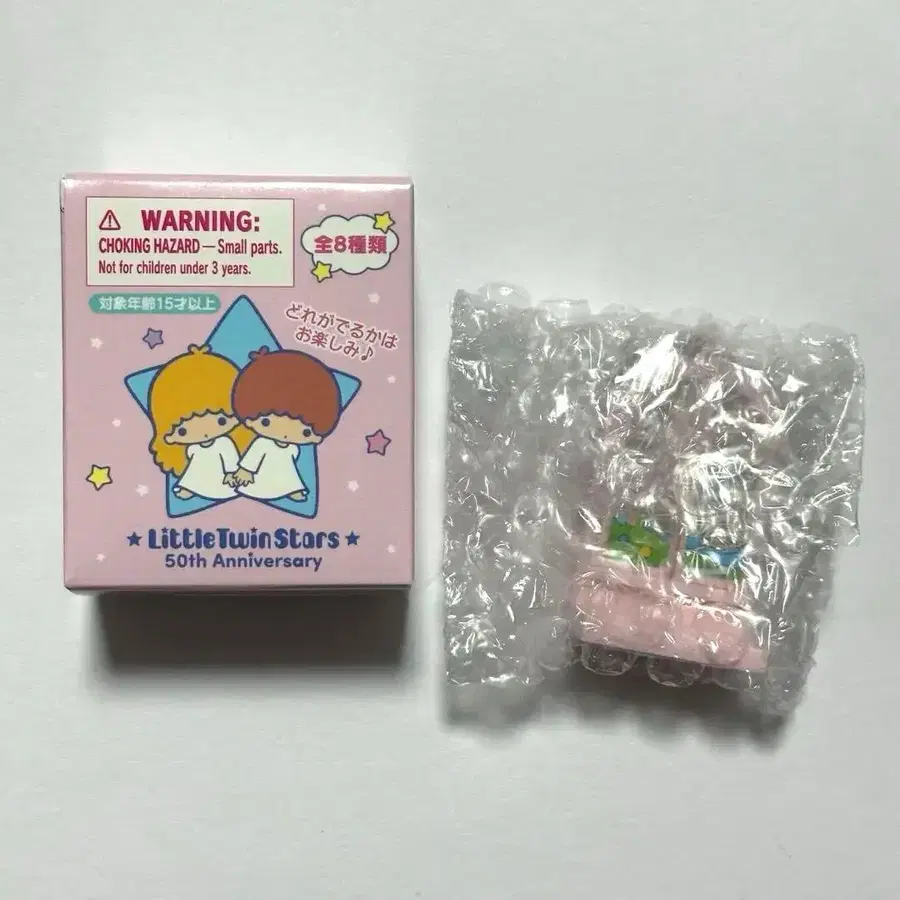 WARNING:
CHOKING HAZARD — Small parts.
Not for children under 3 years.
全8種類
対象年齢15才以上
どれがでるかは
お楽しみ♪
★ LittleTwinStars ★
50th Anniversary